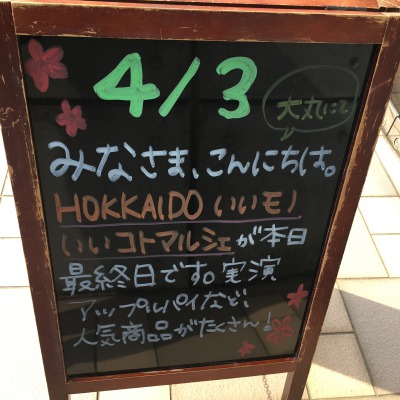 4/3
大丸にて
みなさま、こんにちは。
HOKKAIDO いいモノ
いいコトマルシェが本日
最終日です。実演
アップルパイなど、
人気商品がたくさん!